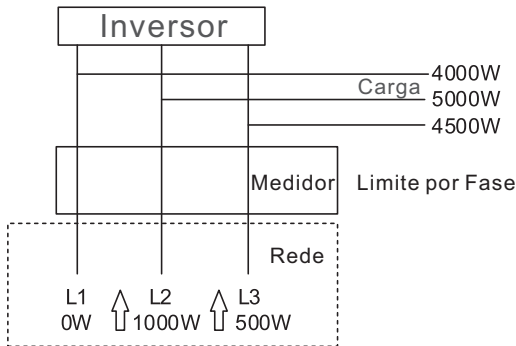 Inversor
4000W
Carga
5000W
4500W
Medidor
Limite por Fase
Rede
L1 L2 L3
0W 1000W 500W